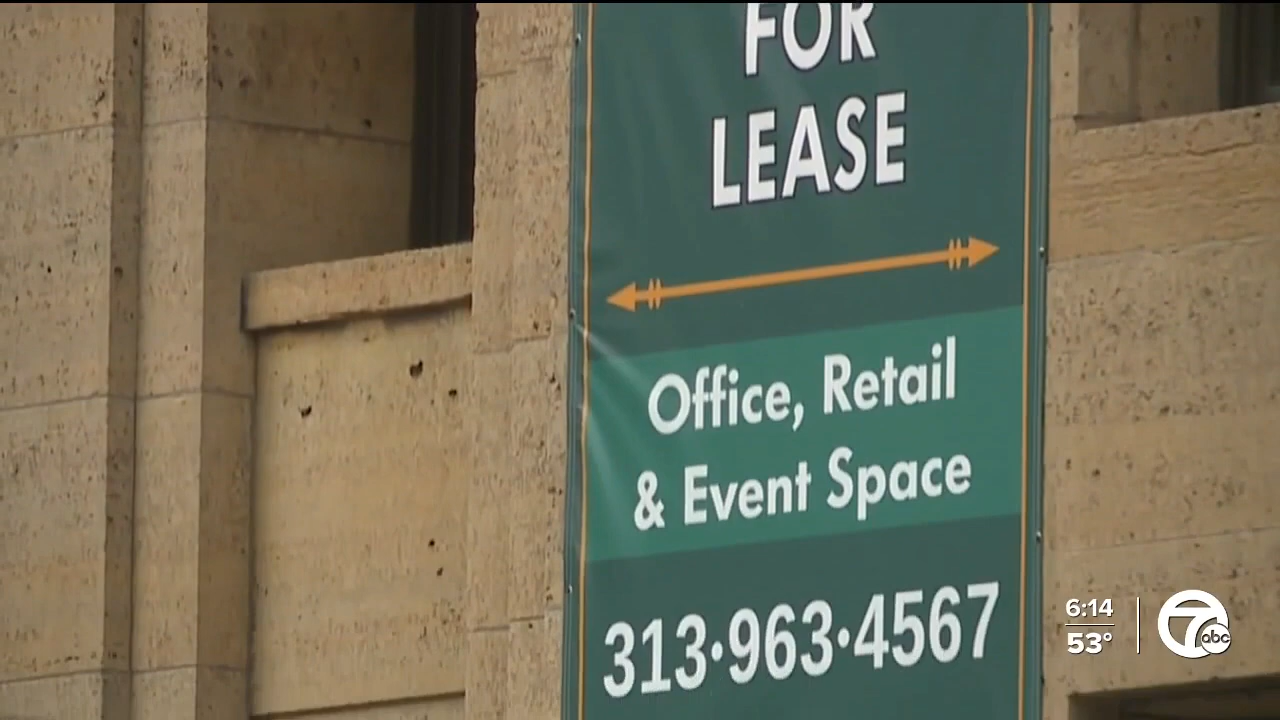 FOR
LEASE
Office, Retail
& Event Space
313•963•4567
6:14
53°
7
abc